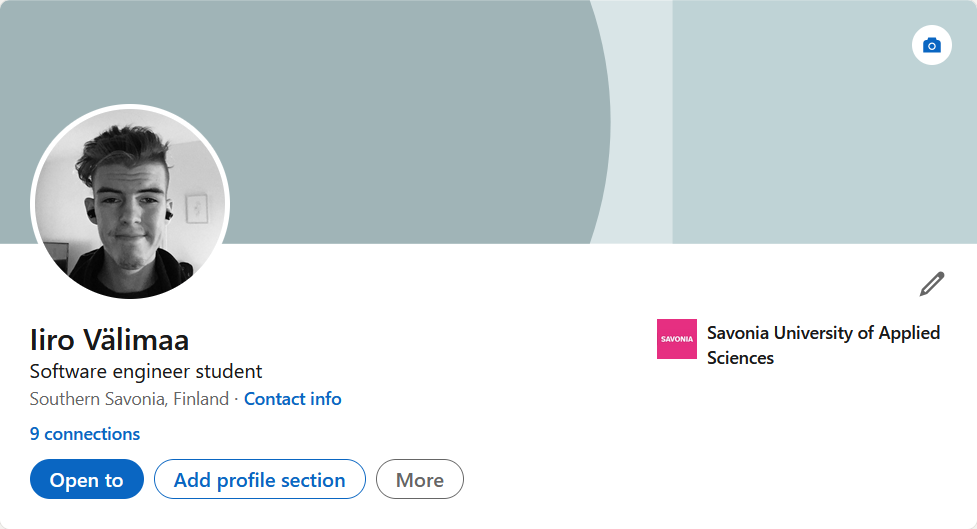 Iiro Välimaa
Software engineer student
Southern Savonia, Finland · Contact info
9 connections
Open to
Add profile section
More
SAVONIA
Savonia University of Applied
Sciences